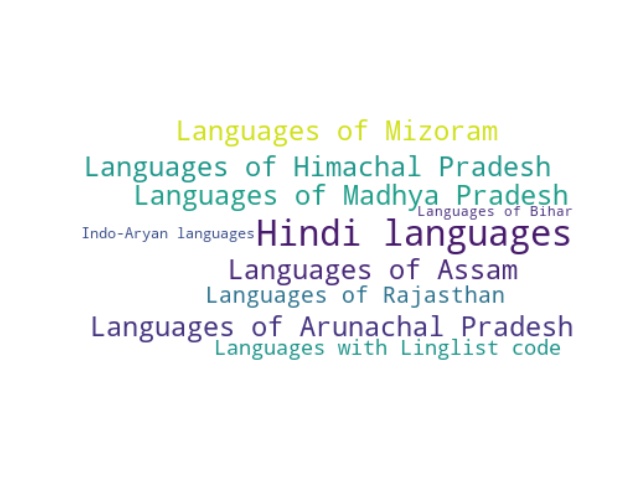 Languages of Mizoram
Languages of Himachal Pradesh
Languages of Madhya Pradesh
Languages of Bihar
Indo-Aryan languages
Hindi languages
Languages of Assam
Languages of Rajasthan
Languages of Arunachal Pradesh
Languages with Linglist code